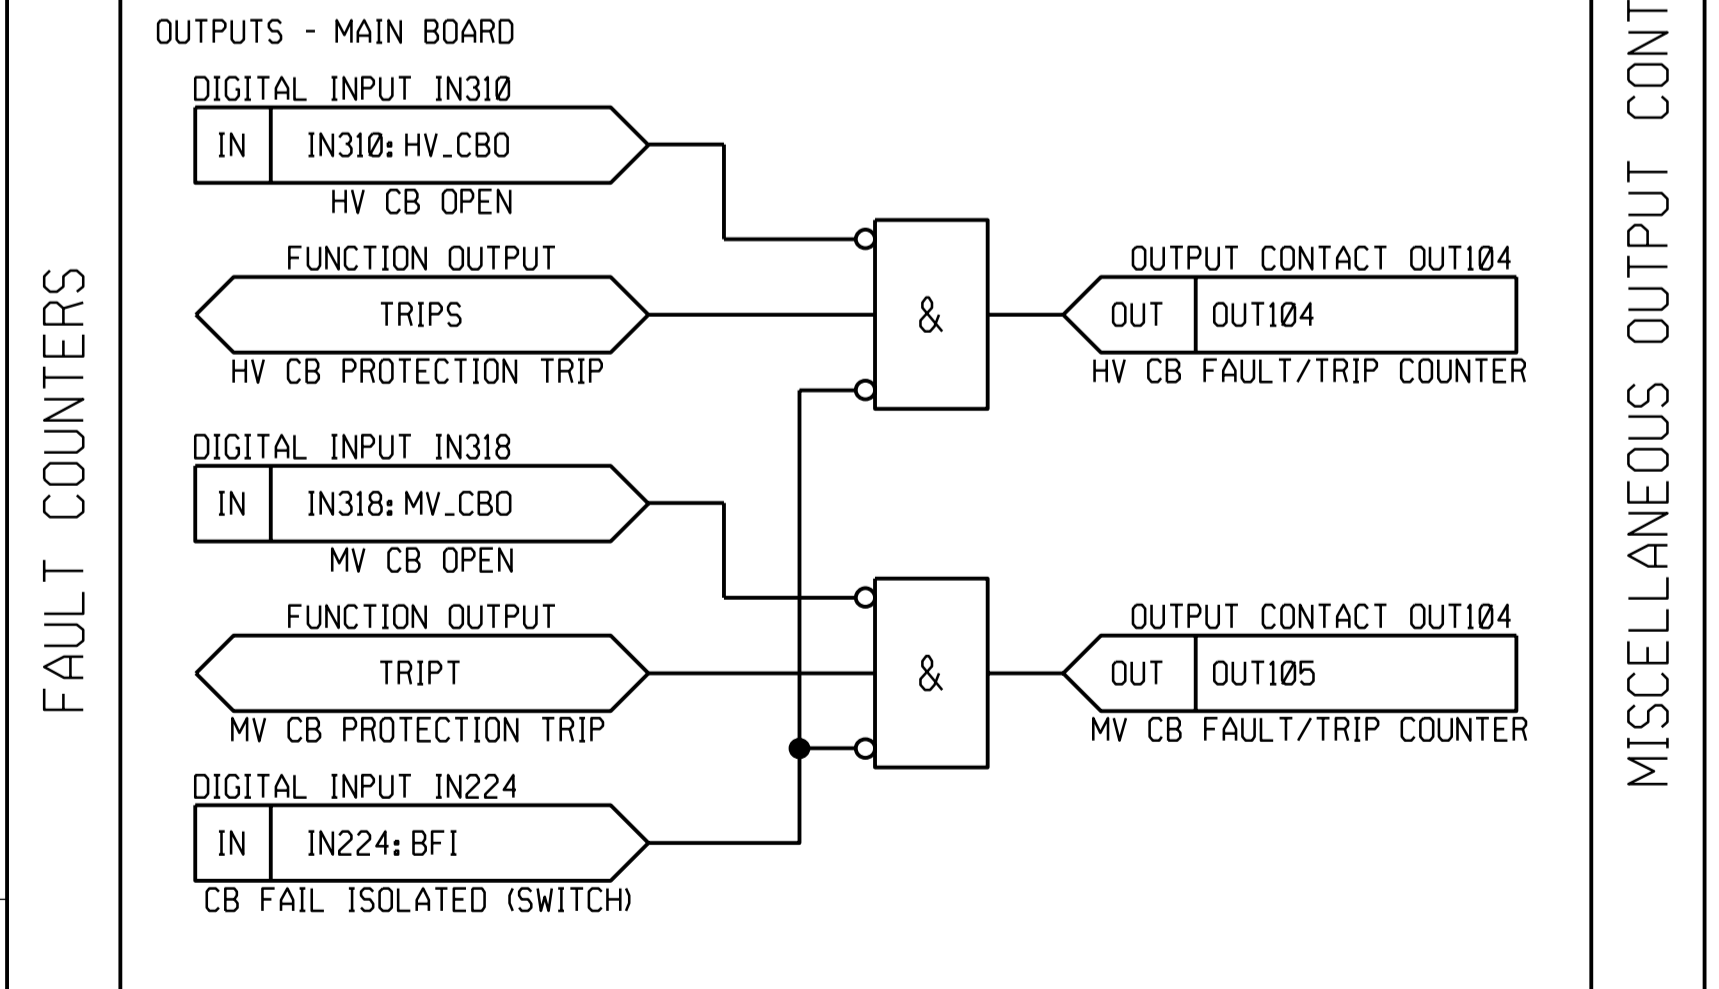 OUTPUTS - MAIN BOARD
DIGITAL INPUT IN310
IN
IN310: HV_CBO
HV CB OPEN
FUNCTION OUTPUT
TRIPS
HV CB PROTECTION TRIP
&
OUTPUT CONTACT OUT104
OUT
OUT104
HV CB FAULT/TRIP COUNTER
DIGITAL INPUT IN318
IN
IN318: MV_CBO
MV CB OPEN
FUNCTION OUTPUT
TRIPT
MV CB PROTECTION TRIP
&
OUTPUT CONTACT OUT104
OUT
OUT105
MV CB FAULT/TRIP COUNTER
DIGITAL INPUT IN224
IN
IN224: BFI
CB FAIL ISOLATED (SWITCH)
FAULT COUNTERS
MISCELLANEOUS OUTPUT CONT